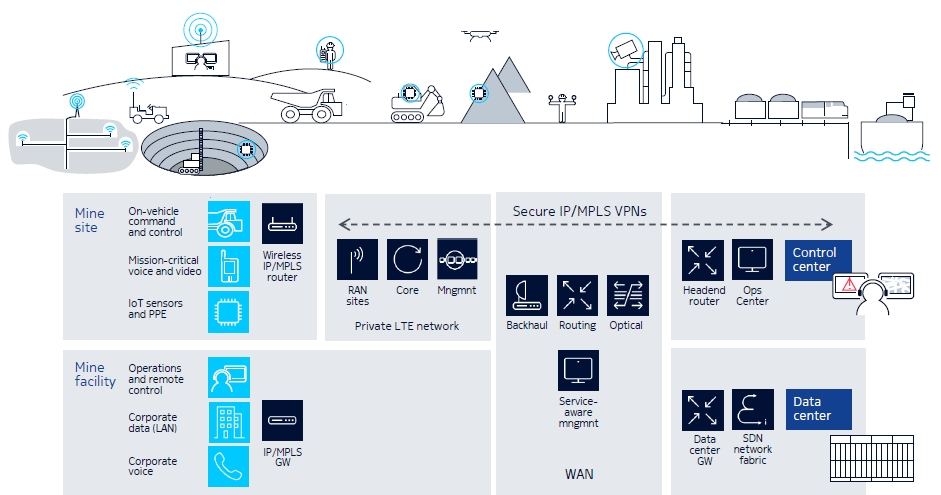 Mine
site
On-vehicle
command
and control
Mission-critical
voice and video
IoT sensors
and PPE
Wireless
IP/MPLS
router
Secure IP/MPLS VPNs
RAN
sites
Core
Mngmnt
Private LTE network
Backhaul
Routing
Optical
Service-
aware
mngmnt
WAN
Headend
router
Ops
Center
Control
center
Mine
facility
Operations
and remote
control
Corporate
data (LAN)
Corporate
voice
IP/MPLS
GW
Data
center
GW
SDN
network
fabric
Data
center